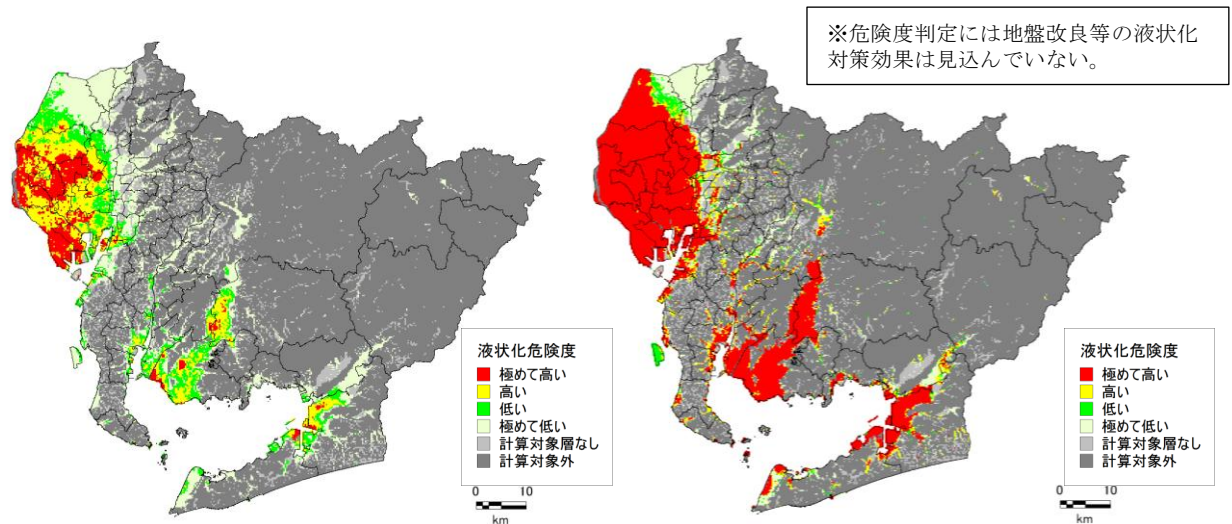 ※危険度判定には地盤改良等の液状化
対策効果は見込んでいない。
液状化危険度
極めて高い
高い
低い
極めて低い
計算対象層なし
計算対象外
0 10
km
液状化危険度
極めて高い
高い
低い
極めて低い
計算対象層なし
計算対象外
0 10
km